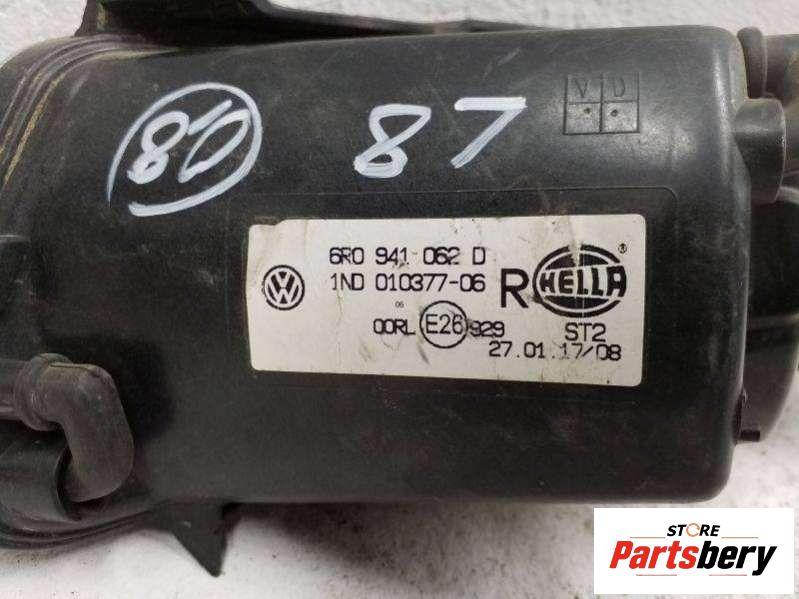 80
87
V D
6R0 941 062 D
1ND 010377-06
R
HELLA
®
06
00RL E26 929
ST2
27.01.17/08
VW
STORE
Partsbery